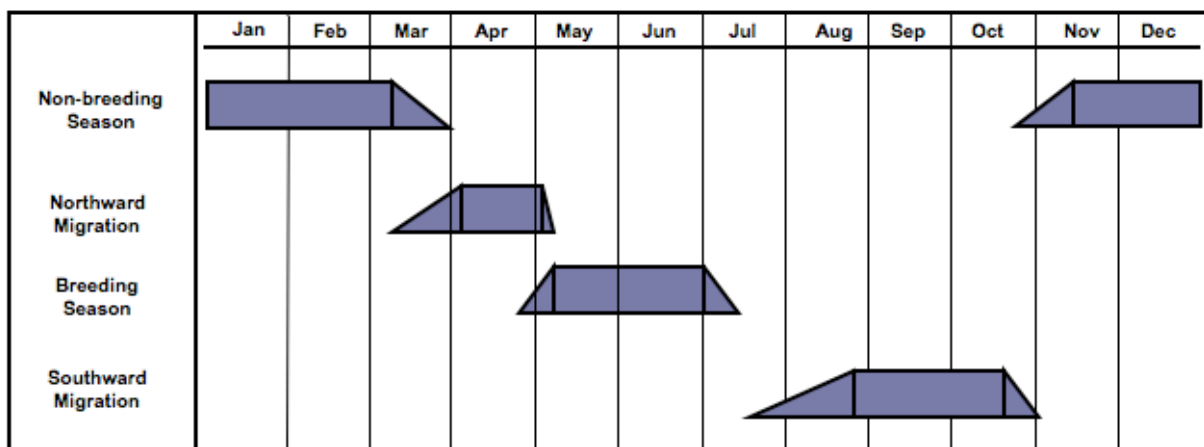 Jan Feb Mar Apr May Jun Jul Aug Sep Oct Nov Dec
Non-breeding
Season
Northward
Migration
Breeding
Season
Southward
Migration